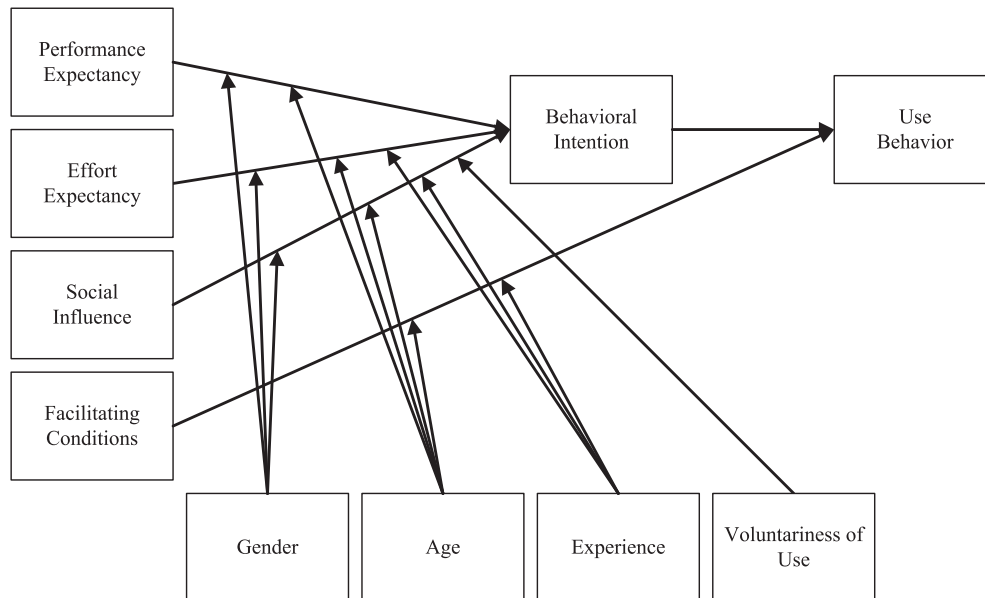 Performance
Expectancy
Effort
Expectancy
Social
Influence
Facilitating
Conditions
Behavioral
Intention
Use
Behavior
Gender
Age
Experience
Voluntariness of
Use